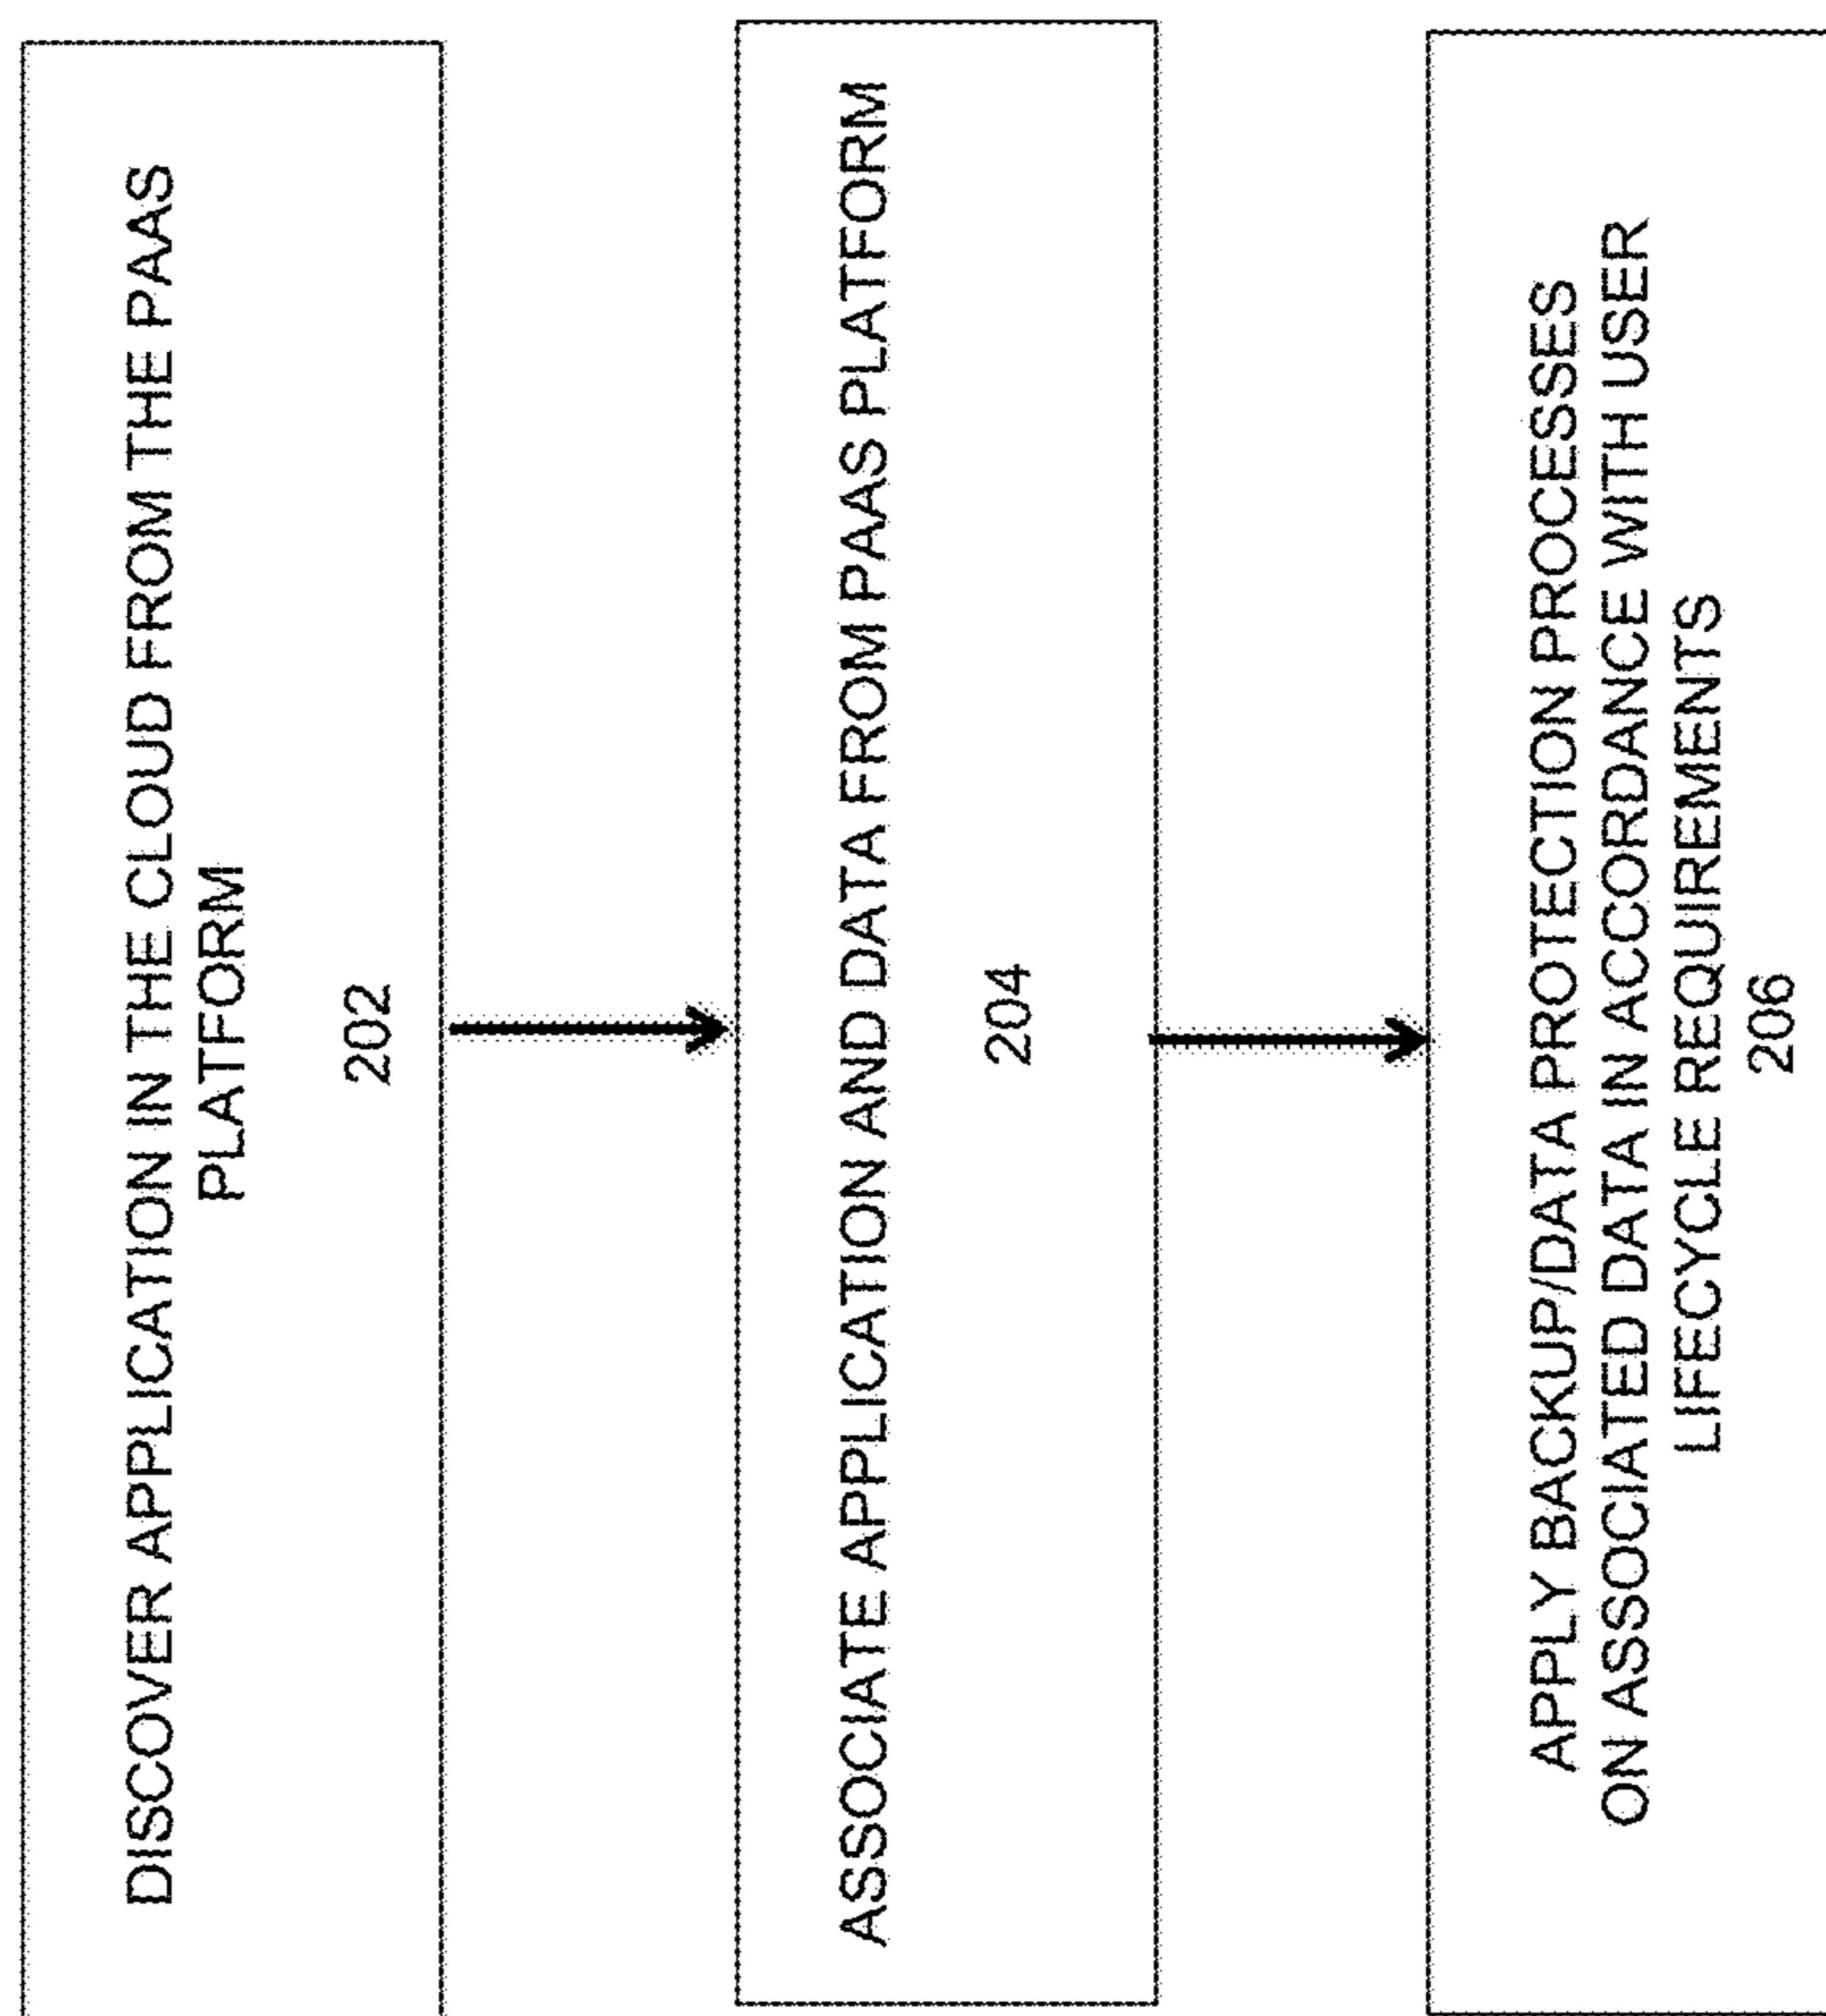 DISCOVER APPLICATION IN THE CLOUD FROM THE PAAS
PLATFORM
202
ASSOCIATE APPLICATION AND DATA FROM PAAS PLATFORM
204
APPLY BACKUP/DATA PROTECTION PROCESSES
ON ASSOCIATED DATA IN ACCORDANCE WITH USER
LIFECYCLE REQUIREMENTS
206